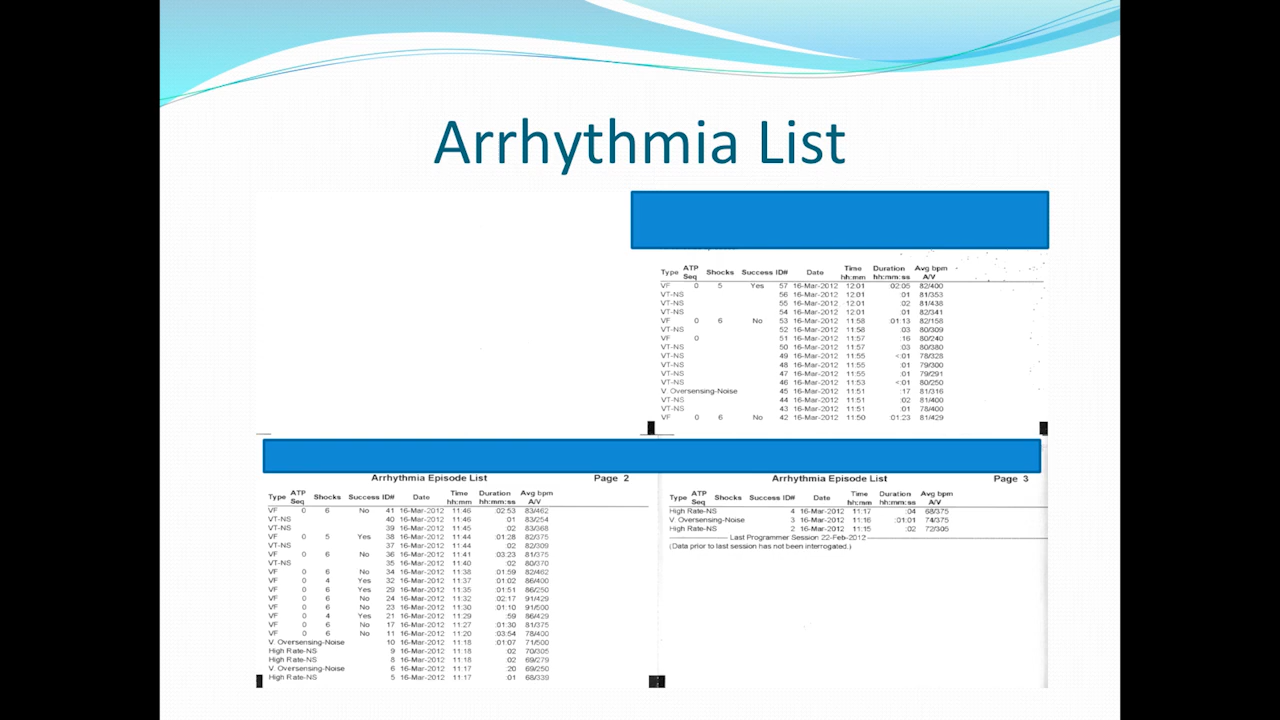 Arrhythmia List
Type ATP Seq Shocks Success ID# Date Time hh:mm Duration hh:mm:ss Avg bpm A/V
VF 0 5 Yes 57 16-Mar-2012 12:01 02:05 82/400
VT-NS 56 16-Mar-2012 12:01 :01 81/353
VT-NS 55 16-Mar-2012 12:01 :02 81/438
VT-NS 54 16-Mar-2012 12:01 :01 82/341
VF 0 6 No 53 16-Mar-2012 11:58 :01:13 82/158
VT-NS 52 16-Mar-2012 11:58 :03 80/309
VF 0 51 16-Mar-2012 11:57 :16 80/240
VT-NS 50 16-Mar-2012 11:57 :03 80/380
VT-NS 49 16-Mar-2012 11:55 <:01 78/328
VT-NS 48 16-Mar-2012 11:55 :01 79/300
VT-NS 47 16-Mar-2012 11:55 :01 79/291
VT-NS 46 16-Mar-2012 11:53 <:01 80/250
V. Oversensing-Noise 45 16-Mar-2012 11:51 :17 81/316
VT-NS 44 16-Mar-2012 11:51 :02 81/400
VT-NS 43 16-Mar-2012 11:51 :01 78/400
VF 0 6 No 42 16-Mar-2012 11:50 :01:23 81/429
Arrhythmia Episode List Page 2
Type ATP Seq Shocks Success ID# Date Time hh:mm Duration hh:mm:ss Avg bpm A/V
VF 0 6 No 41 16-Mar-2012 11:46 :02:53 83/462
VT-NS 40 16-Mar-2012 11:46 :01 83/254
VT-NS 39 16-Mar-2012 11:45 :02 83/368
VF 0 5 Yes 38 16-Mar-2012 11:44 :01:28 82/375
VT-NS 37 16-Mar-2012 11:44 :02 82/309
VF 0 6 No 36 16-Mar-2012 11:41 :03:23 81/375
VT-NS 35 16-Mar-2012 11:40 :02 80/370
VF 0 6 No 34 16-Mar-2012 11:38 :01:59 82/462
VF 0 4 Yes 32 16-Mar-2012 11:37 :01:02 86/400
VF 0 6 Yes 29 16-Mar-2012 11:35 :01:51 86/250
VF 0 6 No 24 16-Mar-2012 11:32 :02:17 91/429
VF 0 6 No 23 16-Mar-2012 11:30 :01:10 91/500
VF 0 4 Yes 21 16-Mar-2012 11:29 :59 86/429
VF 0 6 No 17 16-Mar-2012 11:27 :01:30 81/375
VF 0 6 No 11 16-Mar-2012 11:20 :03:54 78/400
V. Oversensing-Noise 10 16-Mar-2012 11:18 :01:07 71/500
High Rate-NS 9 16-Mar-2012 11:18 :02 70/305
High Rate-NS 8 16-Mar-2012 11:18 :02 69/279
V. Oversensing-Noise 6 16-Mar-2012 11:17 :20 69/250
High Rate-NS 5 16-Mar-2012 11:17 :01 68/339
Arrhythmia Episode List Page 3
Type ATP Seq Shocks Success ID# Date Time hh:mm Duration hh:mm:ss Avg bpm A/V
High Rate-NS 4 16-Mar-2012 11:17 :04 68/375
V. Oversensing-Noise 3 16-Mar-2012 11:16 :01:01 74/375
High Rate-NS 2 16-Mar-2012 11:15 :02 72/305
Last Programmer Session 22-Feb-2012
(Data prior to last session has not been interrogated.)